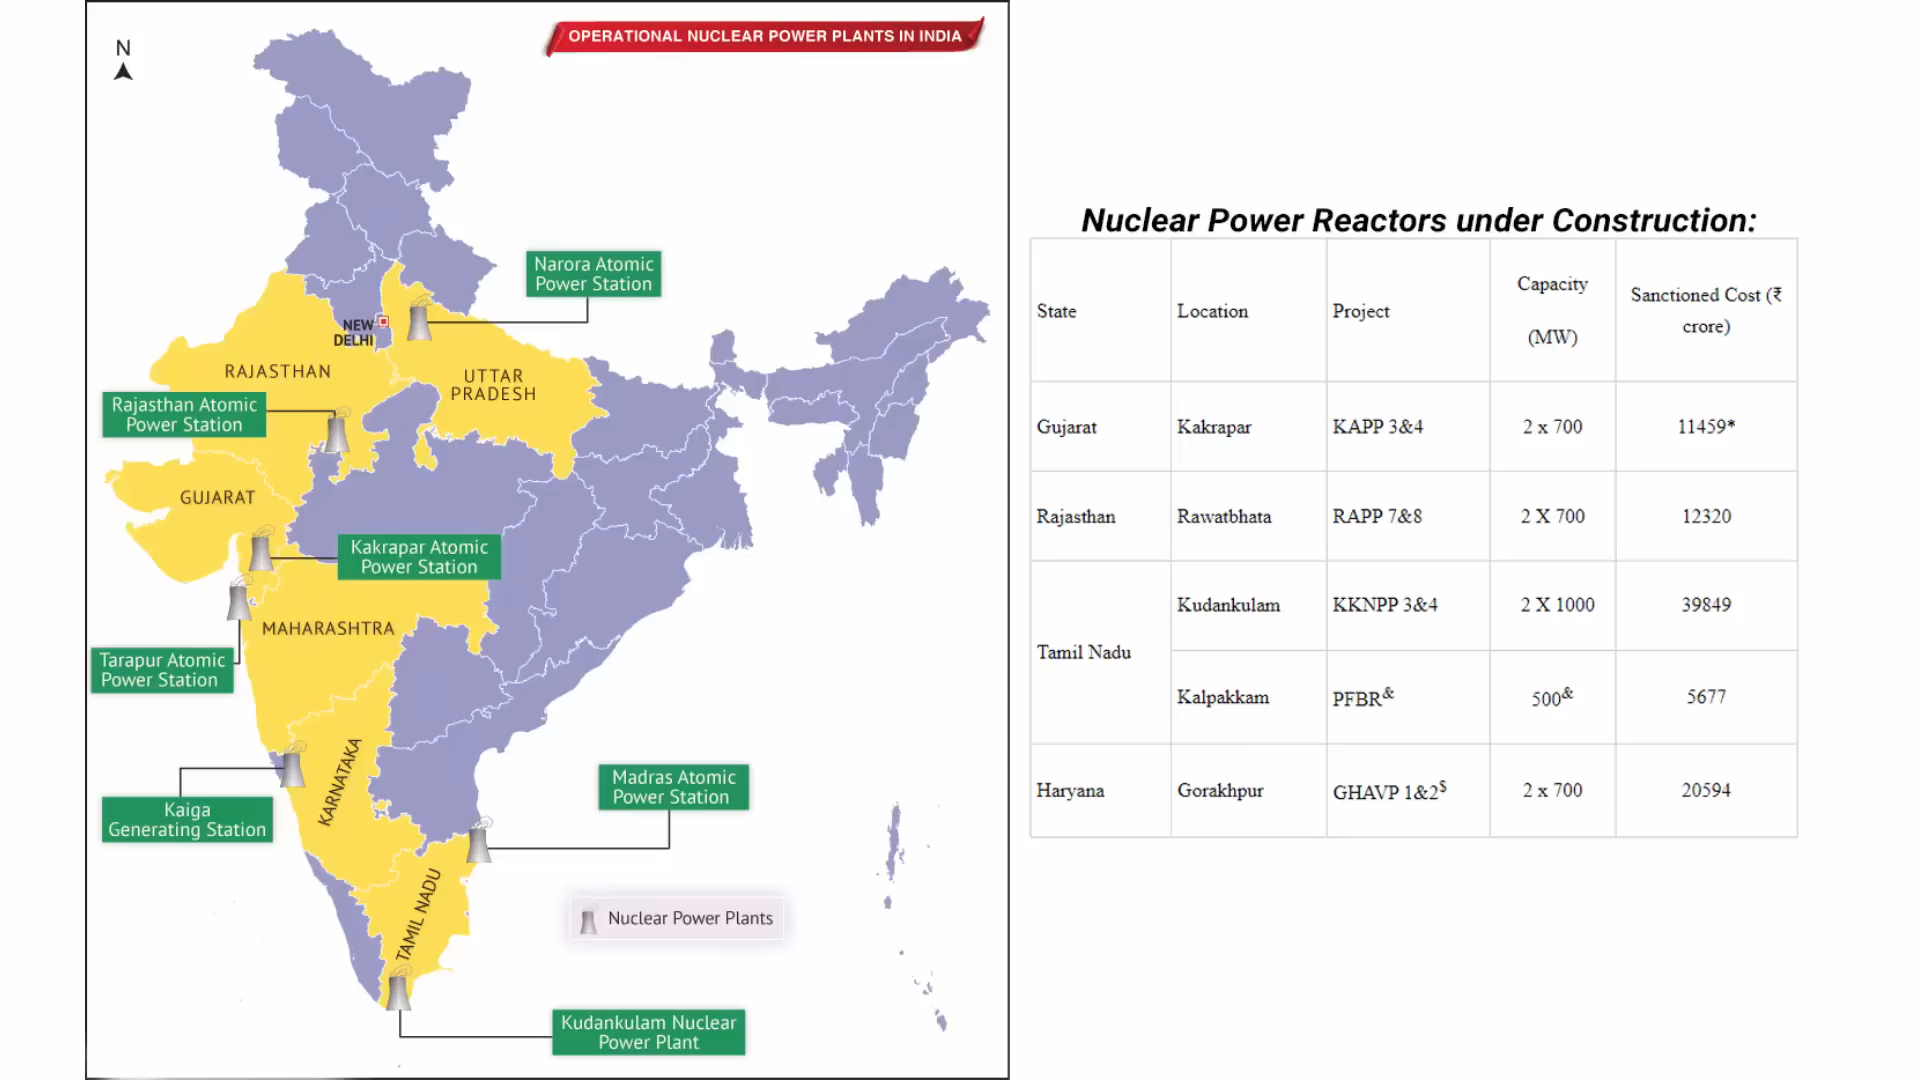 OPERATIONAL NUCLEAR POWER PLANTS IN INDIA
N
Narora Atomic
Power Station
NEW
DELHI
RAJASTHAN
UTTAR
PRADESH
Rajasthan Atomic
Power Station
GUJARAT
Kakrapar Atomic
Power Station
MAHARASHTRA
Tarapur Atomic
Power Station
KARNATAKA
Kaiga
Generating Station
Madras Atomic
Power Station
TAMIL NADU
Nuclear Power Plants
Kudankulam Nuclear
Power Plant
Nuclear Power Reactors under Construction:
State Location Project Capacity (MW) Sanctioned Cost (₹ crore)
Gujarat Kakrapar KAPP 3&4 2 x 700 11459*
Rajasthan Rawatbhata RAPP 7&8 2 X 700 12320
Tamil Nadu Kudankulam KKNPP 3&4 2 X 1000 39849
Kalpakkam PFBR& 500& 5677
Haryana Gorakhpur GHAVP 1&2$ 2 x 700 20594